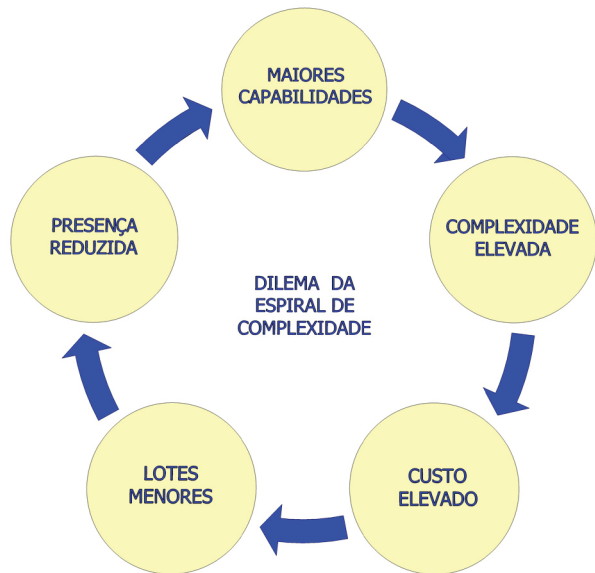 MAIORES
CAPABILIDADES
COMPLEXIDADE
ELEVADA
CUSTO
ELEVADO
LOTES
MENORES
PRESENÇA
REDUZIDA
DILEMA DA
ESPIRAL DE
COMPLEXIDADE